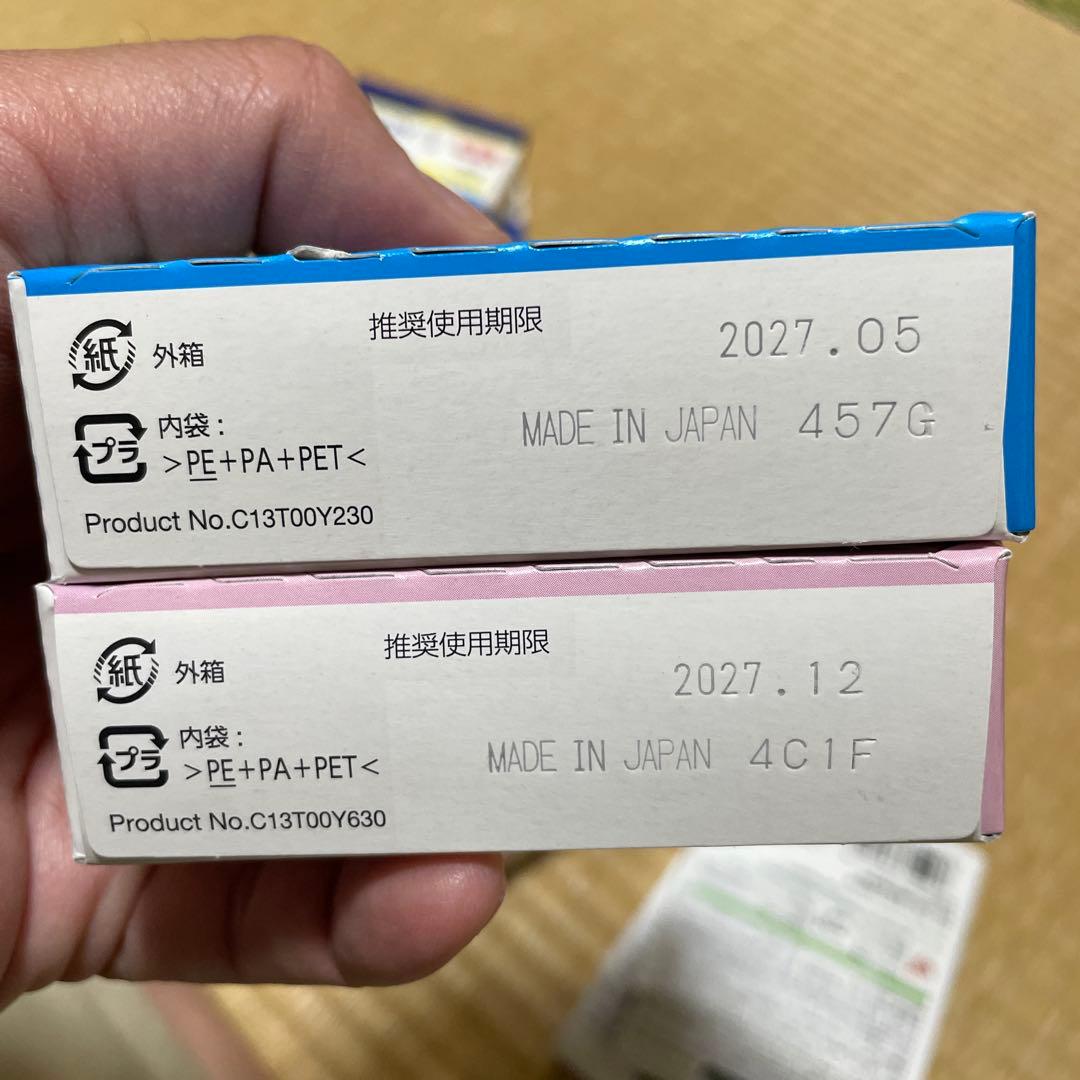 推奨使用期限
2027.05
紙 外箱
内袋:
プラ >PE+PA+PET<
MADE IN JAPAN 457G
Product No.C13T00Y230
推奨使用期限
2027.12
紙 外箱
内袋:
プラ >PE+PA+PET<
MADE IN JAPAN 4C1F
Product No.C13T00Y630